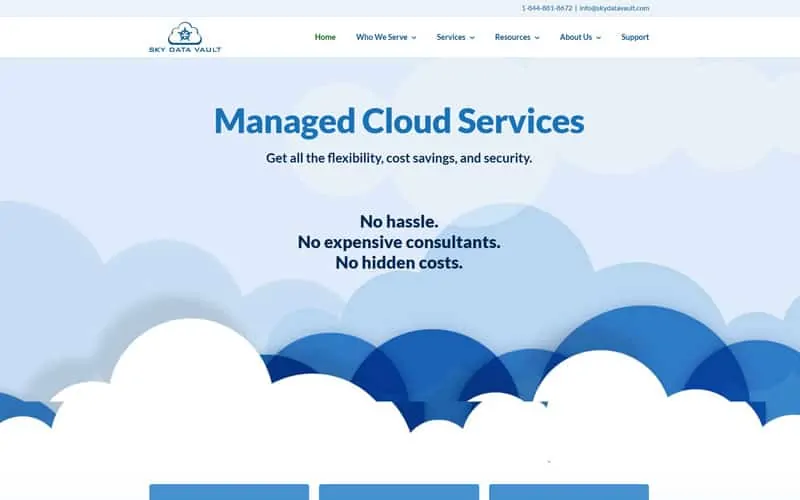 1-844-881-8672 | info@skydatavault.com
SKY DATA VAULT
Home Who We Serve Services Resources About Us Support
Managed Cloud Services
Get all the flexibility, cost savings, and security.
No hassle.
No expensive consultants.
No hidden costs.